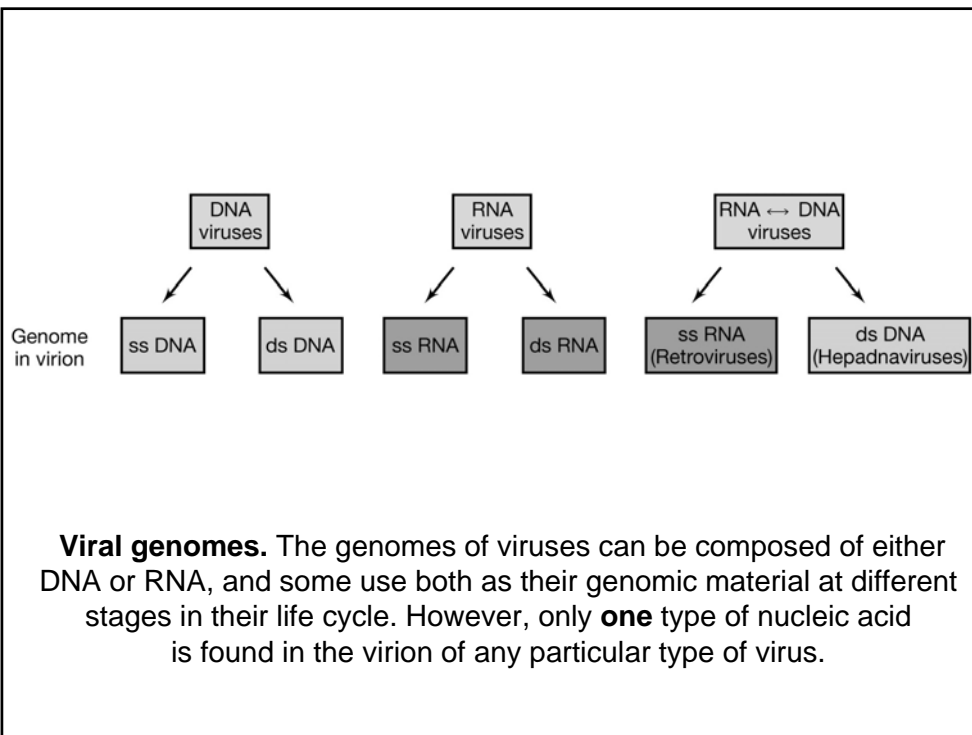 DNA
viruses
RNA
viruses
RNA ↔ DNA
viruses
Genome
in virion
ss DNA
ds DNA
ss RNA
ds RNA
ss RNA
(Retroviruses)
ds DNA
(Hepadnaviruses)
Viral genomes. The genomes of viruses can be composed of either
DNA or RNA, and some use both as their genomic material at different
stages in their life cycle. However, only one type of nucleic acid
is found in the virion of any particular type of virus.